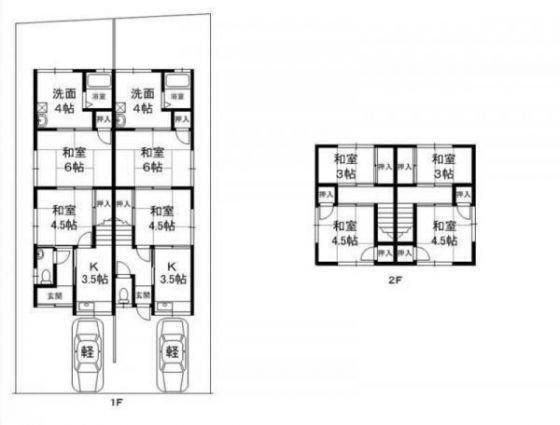 洗面
4帖
浴室
洗面
4帖
浴室
押入
押入
和室
6帖
和室
6帖
和室
3帖
押入
押入
和室
3帖
押入
押入
和室
4.5帖
押入
押入
和室
4.5帖
和室
4.5帖
和室
4.5帖
押入
押入
K
3.5帖
K
3.5帖
玄関
玄関
2F
軽
軽
1F